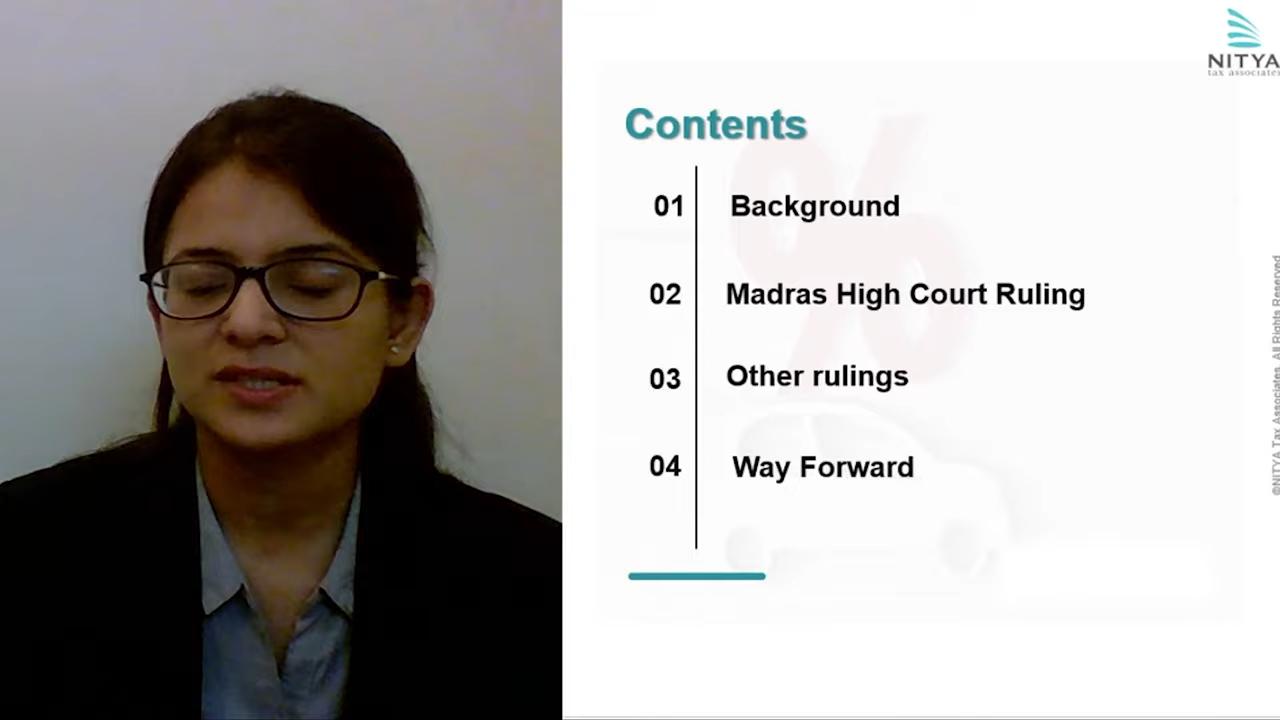 NITYA
tax associates
Contents
01 Background
02 Madras High Court Ruling
03 Other rulings
04 Way Forward
©NITYA Tax Associates. All Rights Reserved